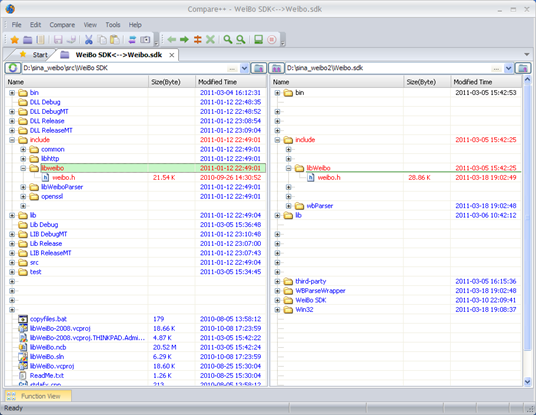 Compare++ - WeiBo SDK<-->Weibo.sdk
File Edit Compare View Tools Help
Start WeiBo SDK<-->Weibo.sdk
D:\sina_weibo\src\WeiBo SDK D:\sina_weibo2\Weibo.sdk
Name Size(Byte) Modified Time Name Size(Byte) Modified Time
bin 2011-03-04 16:12:31 bin 2011-03-05 15:42:53
DLL Debug 2011-01-12 22:48:35
DLL DebugMT 2011-01-12 22:48:52
DLL Release 2011-01-12 23:08:54
DLL ReleaseMT 2011-01-12 23:09:04
include 2011-01-12 22:49:01 include 2011-03-05 15:42:25
common 2011-01-12 22:49:01
libhttp 2011-01-12 22:49:01
libweibo 2011-01-12 22:49:01 libWeibo 2011-03-05 15:42:25
weibo.h 21.54 K 2010-09-26 14:30:52 weibo.h 28.86 K 2011-03-18 19:02:49
libWeiboParser 2011-01-12 22:49:01
openssl 2011-01-12 22:49:01
wbParser 2011-03-18 19:02:48
lib 2011-01-12 22:49:04 lib 2011-03-06 10:42:12
Lib Debug 2011-03-05 15:36:48
LIB DebugMT 2011-01-12 23:10:48
Lib Release 2011-01-12 23:07:00
LIB ReleaseMT 2011-01-12 23:07:43
src 2011-01-12 22:49:04
test 2011-03-05 15:34:45
third-party 2011-03-05 16:15:36
WBParseWrapper 2011-03-18 19:02:48
WeiBo SDK 2011-03-10 22:09:41
Win32 2011-03-18 19:08:37
copyfiles.bat 179 2010-08-05 13:58:12
libWeiBo-2008.vcproj 18.66 K 2010-10-08 17:23:59
libWeiBo-2008.vcproj.THINKPAD.Admi... 4.87 K 2011-03-05 15:42:22
libWeiBo.ncb 20.52 M 2011-03-05 15:42:24
libWeiBo.sln 6.29 K 2010-10-08 17:23:59
libWeiBo.vcproj 18.60 K 2010-08-25 15:30:04
ReadMe.txt 1.26 K 2010-08-25 15:30:04
stdafx.cpp 213 2010-08-05 13:58:12
Function View
Ready